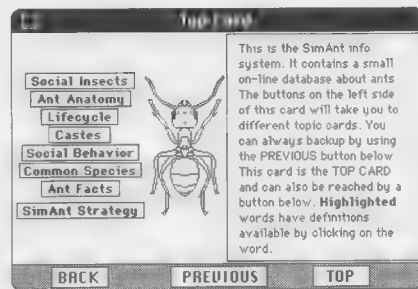 Top Card
Social Insects
Ant Anatomy
Lifecycle
Castes
Social Behavior
Common Species
Ant Facts
SimAnt Strategy
This is the SimAnt info
system. It contains a small
on-line database about ants
The buttons on the left side
of this card will take you to
different topic cards. You
can always backup by using
the PREVIOUS button below
This card is the TOP CARD
and can also be reached by a
button below. Highlighted
words have definitions
available by clicking on the
word.
BACK
PREVIOUS
TOP